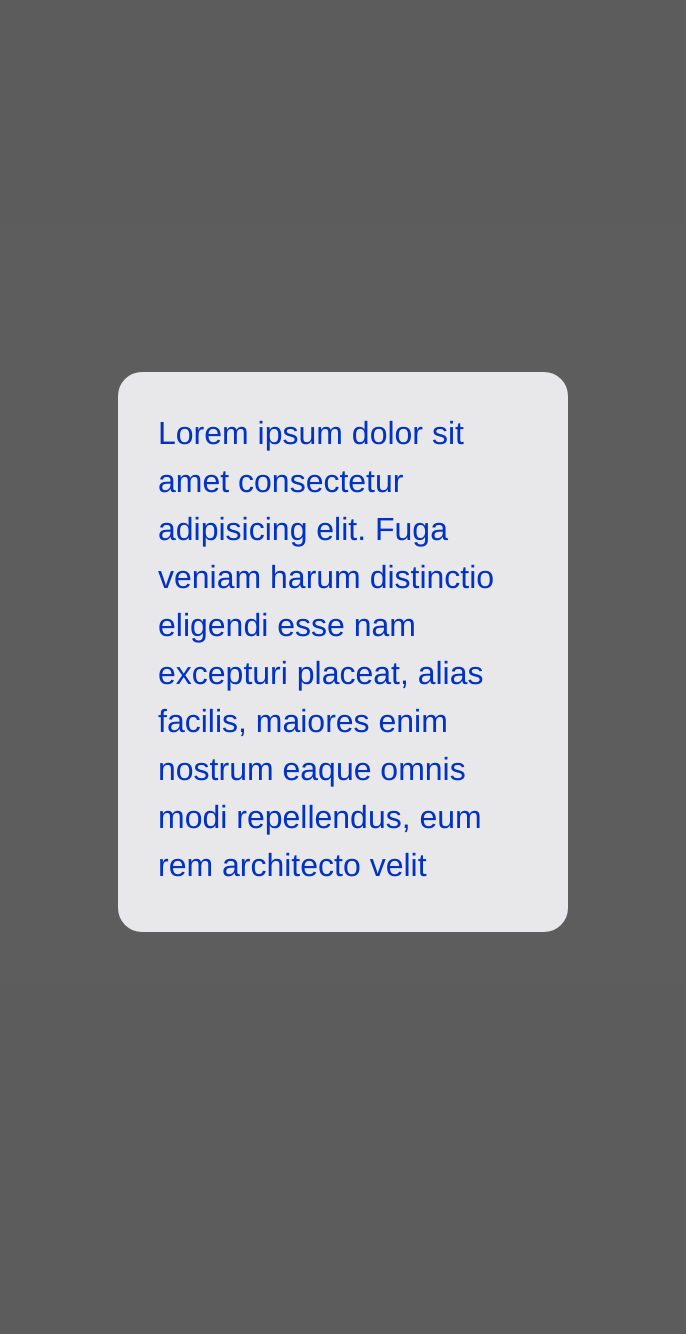 Lorem ipsum dolor sit
amet consectetur
adipisicing elit. Fuga
veniam harum distinctio
eligendi esse nam
excepturi placeat, alias
facilis, maiores enim
nostrum eaque omnis
modi repellendus, eum
rem architecto velit